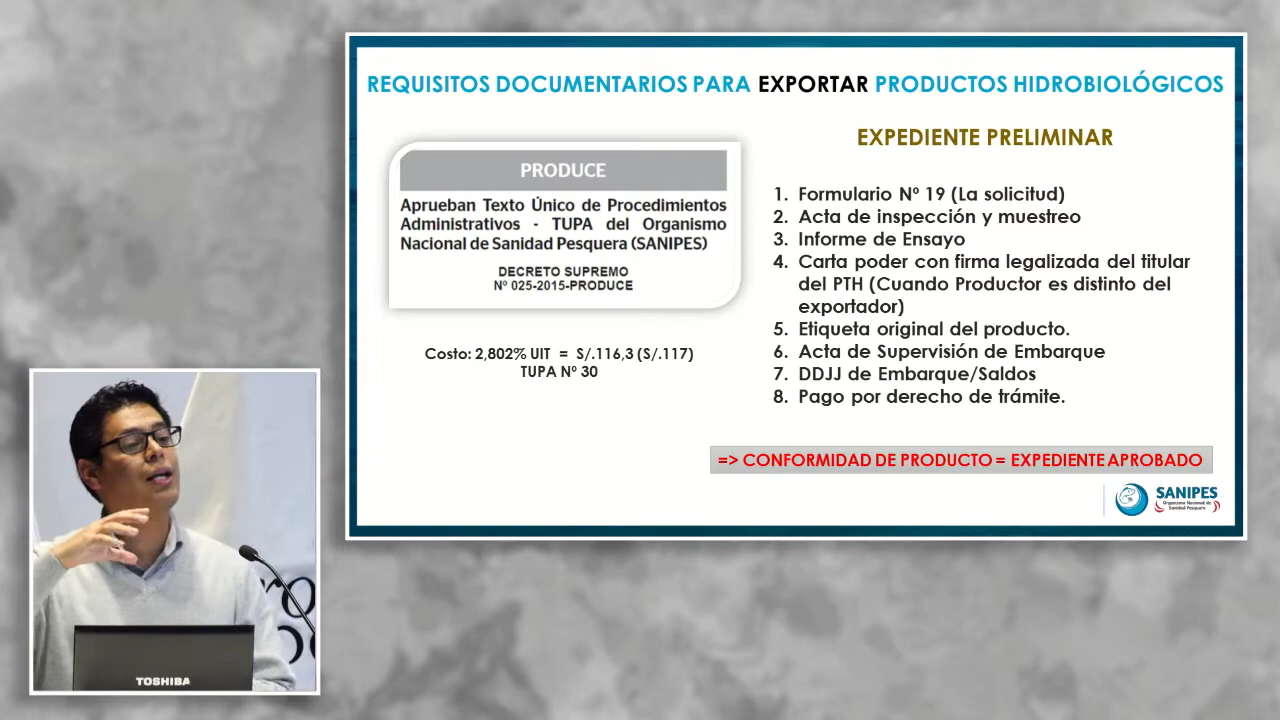 REQUISITOS DOCUMENTARIOS PARA EXPORTAR PRODUCTOS HIDROBIOLÓGICOS
PRODUCE
Aprueban Texto Único de Procedimientos
Administrativos - TUPA del Organismo
Nacional de Sanidad Pesquera (SANIPES)
DECRETO SUPREMO
Nº 025-2015-PRODUCE
Costo: 2,802% UIT = S/.116,3 (S/.117)
TUPA Nº 30
EXPEDIENTE PRELIMINAR
1. Formulario Nº 19 (La solicitud)
2. Acta de inspección y muestreo
3. Informe de Ensayo
4. Carta poder con firma legalizada del titular
del PTH (Cuando Productor es distinto del
exportador)
5. Etiqueta original del producto.
6. Acta de Supervisión de Embarque
7. DDJJ de Embarque/Saldos
8. Pago por derecho de trámite.
=> CONFORMIDAD DE PRODUCTO = EXPEDIENTE APROBADO
SANIPES
Organismo Nacional de
Sanidad Pesquera
TOSHIBA